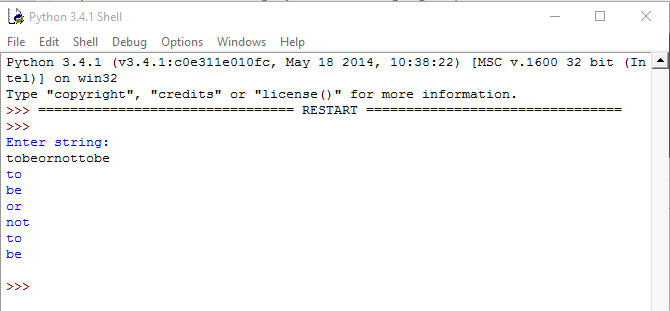 Python 3.4.1 Shell
File Edit Shell Debug Options Windows Help
Python 3.4.1 (v3.4.1:c0e311e010fc, May 18 2014, 10:38:22) [MSC v.1600 32 bit (In
tel)] on win32
Type "copyright", "credits" or "license()" for more information.
>>> ================================ RESTART ================================
>>>
Enter string:
tobeornottobe
to
be
or
not
to
be
>>>